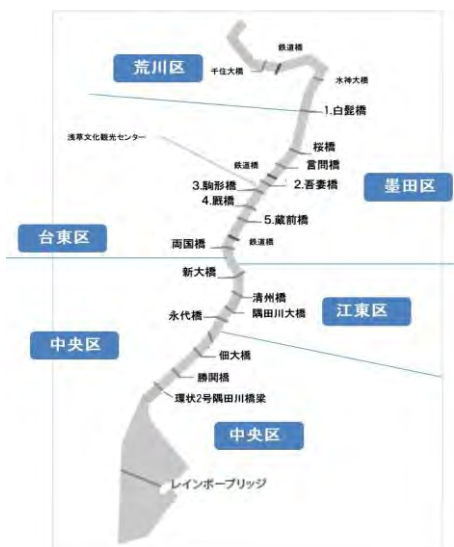 鉄道橋
荒川区
千住大橋
水神大橋
1.白髭橋
浅草文化観光センター
桜橋
鉄道橋
言問橋
3.駒形橋
2.吾妻橋
墨田区
4.厩橋
5.蔵前橋
台東区
両国橋
鉄道橋
新大橋
清州橋
永代橋
隅田川大橋
江東区
中央区
佃大橋
勝鬨橋
環状2号隅田川橋梁
中央区
レインボーブリッジ